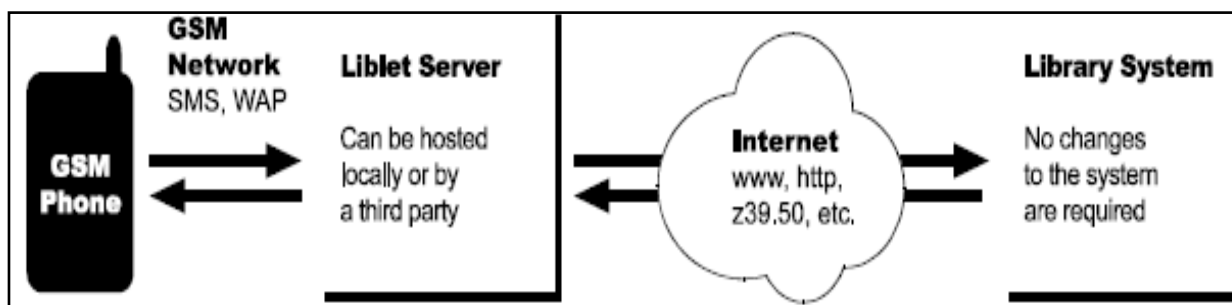 GSM
Phone
GSM
Network
SMS, WAP
Liblet Server
Can be hosted
locally or by
a third party
Internet
www, http,
z39.50, etc.
Library System
No changes
to the system
are required